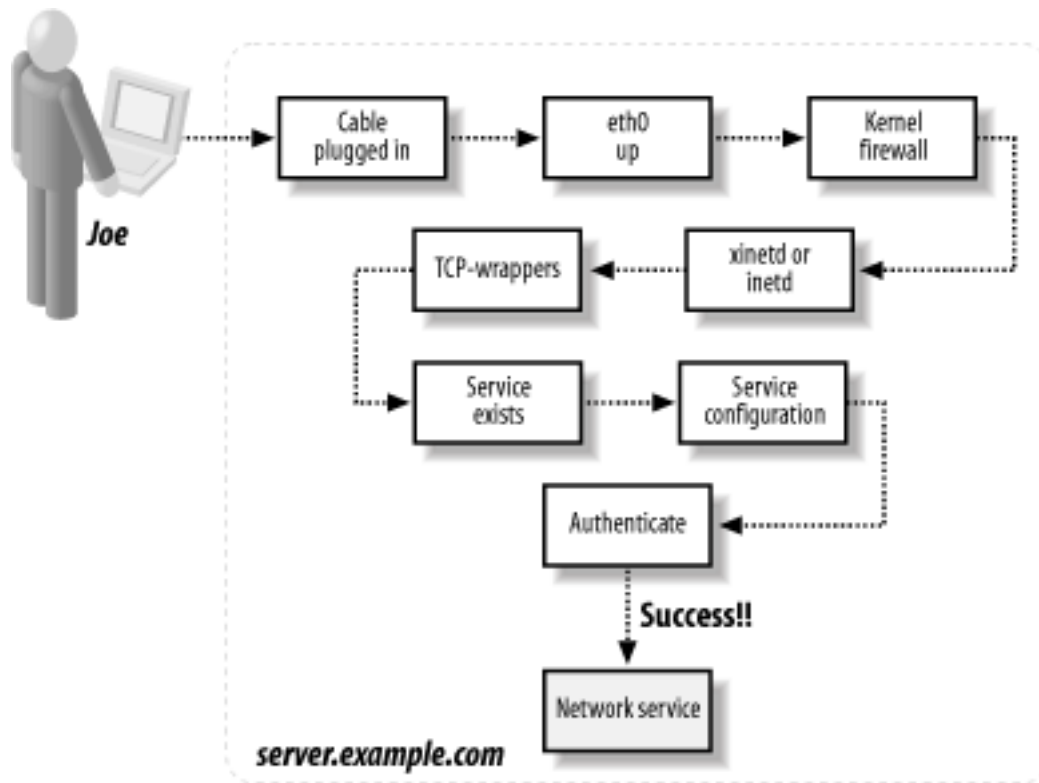 Cable
plugged in
eth0
up
Kernel
firewall
Joe
TCP-wrappers
xinetd or
inetd
Service
exists
Service
configuration
Authenticate
Success!!
Network service
server.example.com